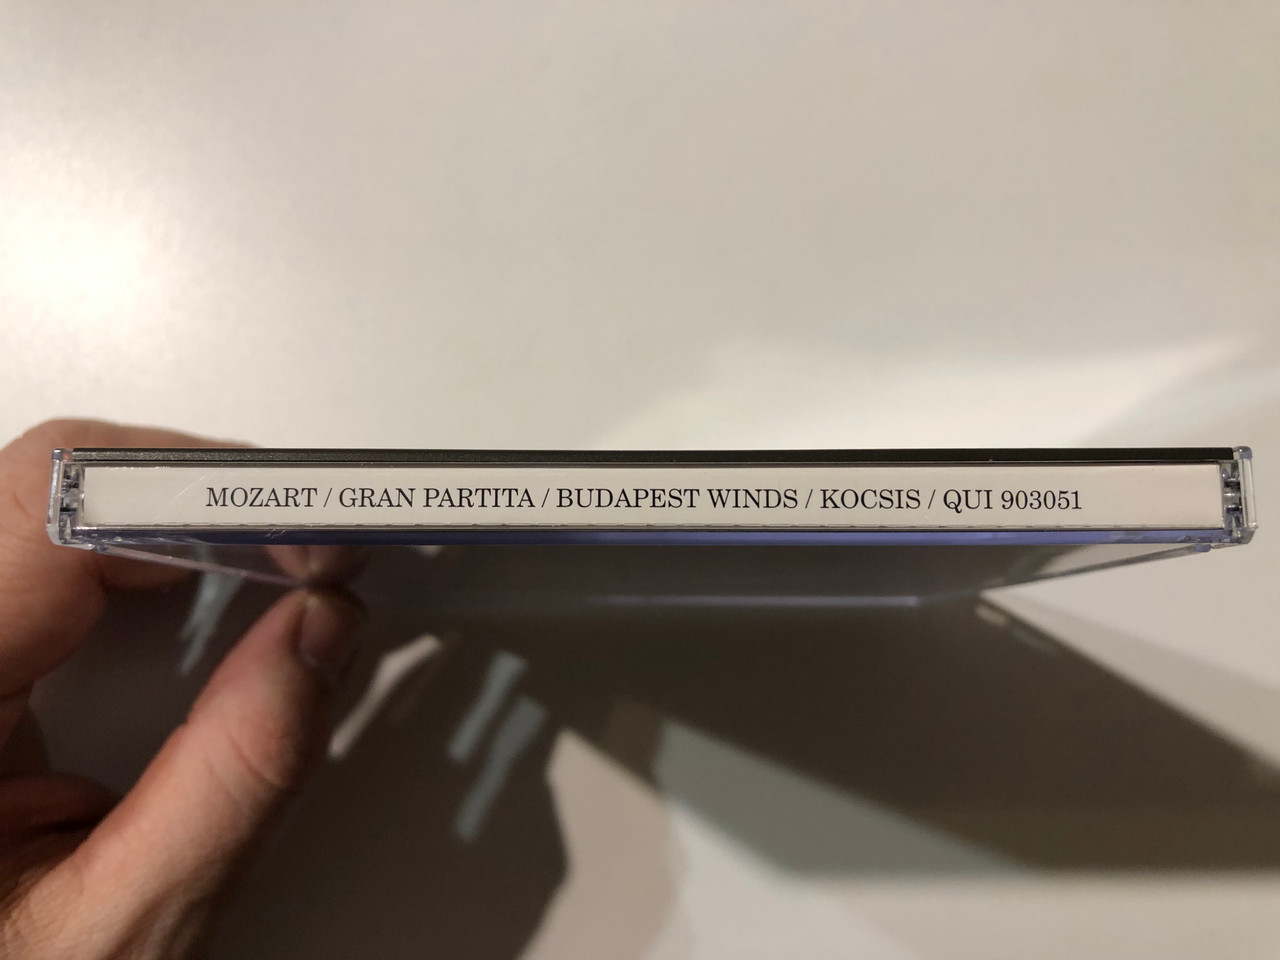 MOZART / GRAN PARTITA / BUDAPEST WINDS / KOCSIS / QUI 903051